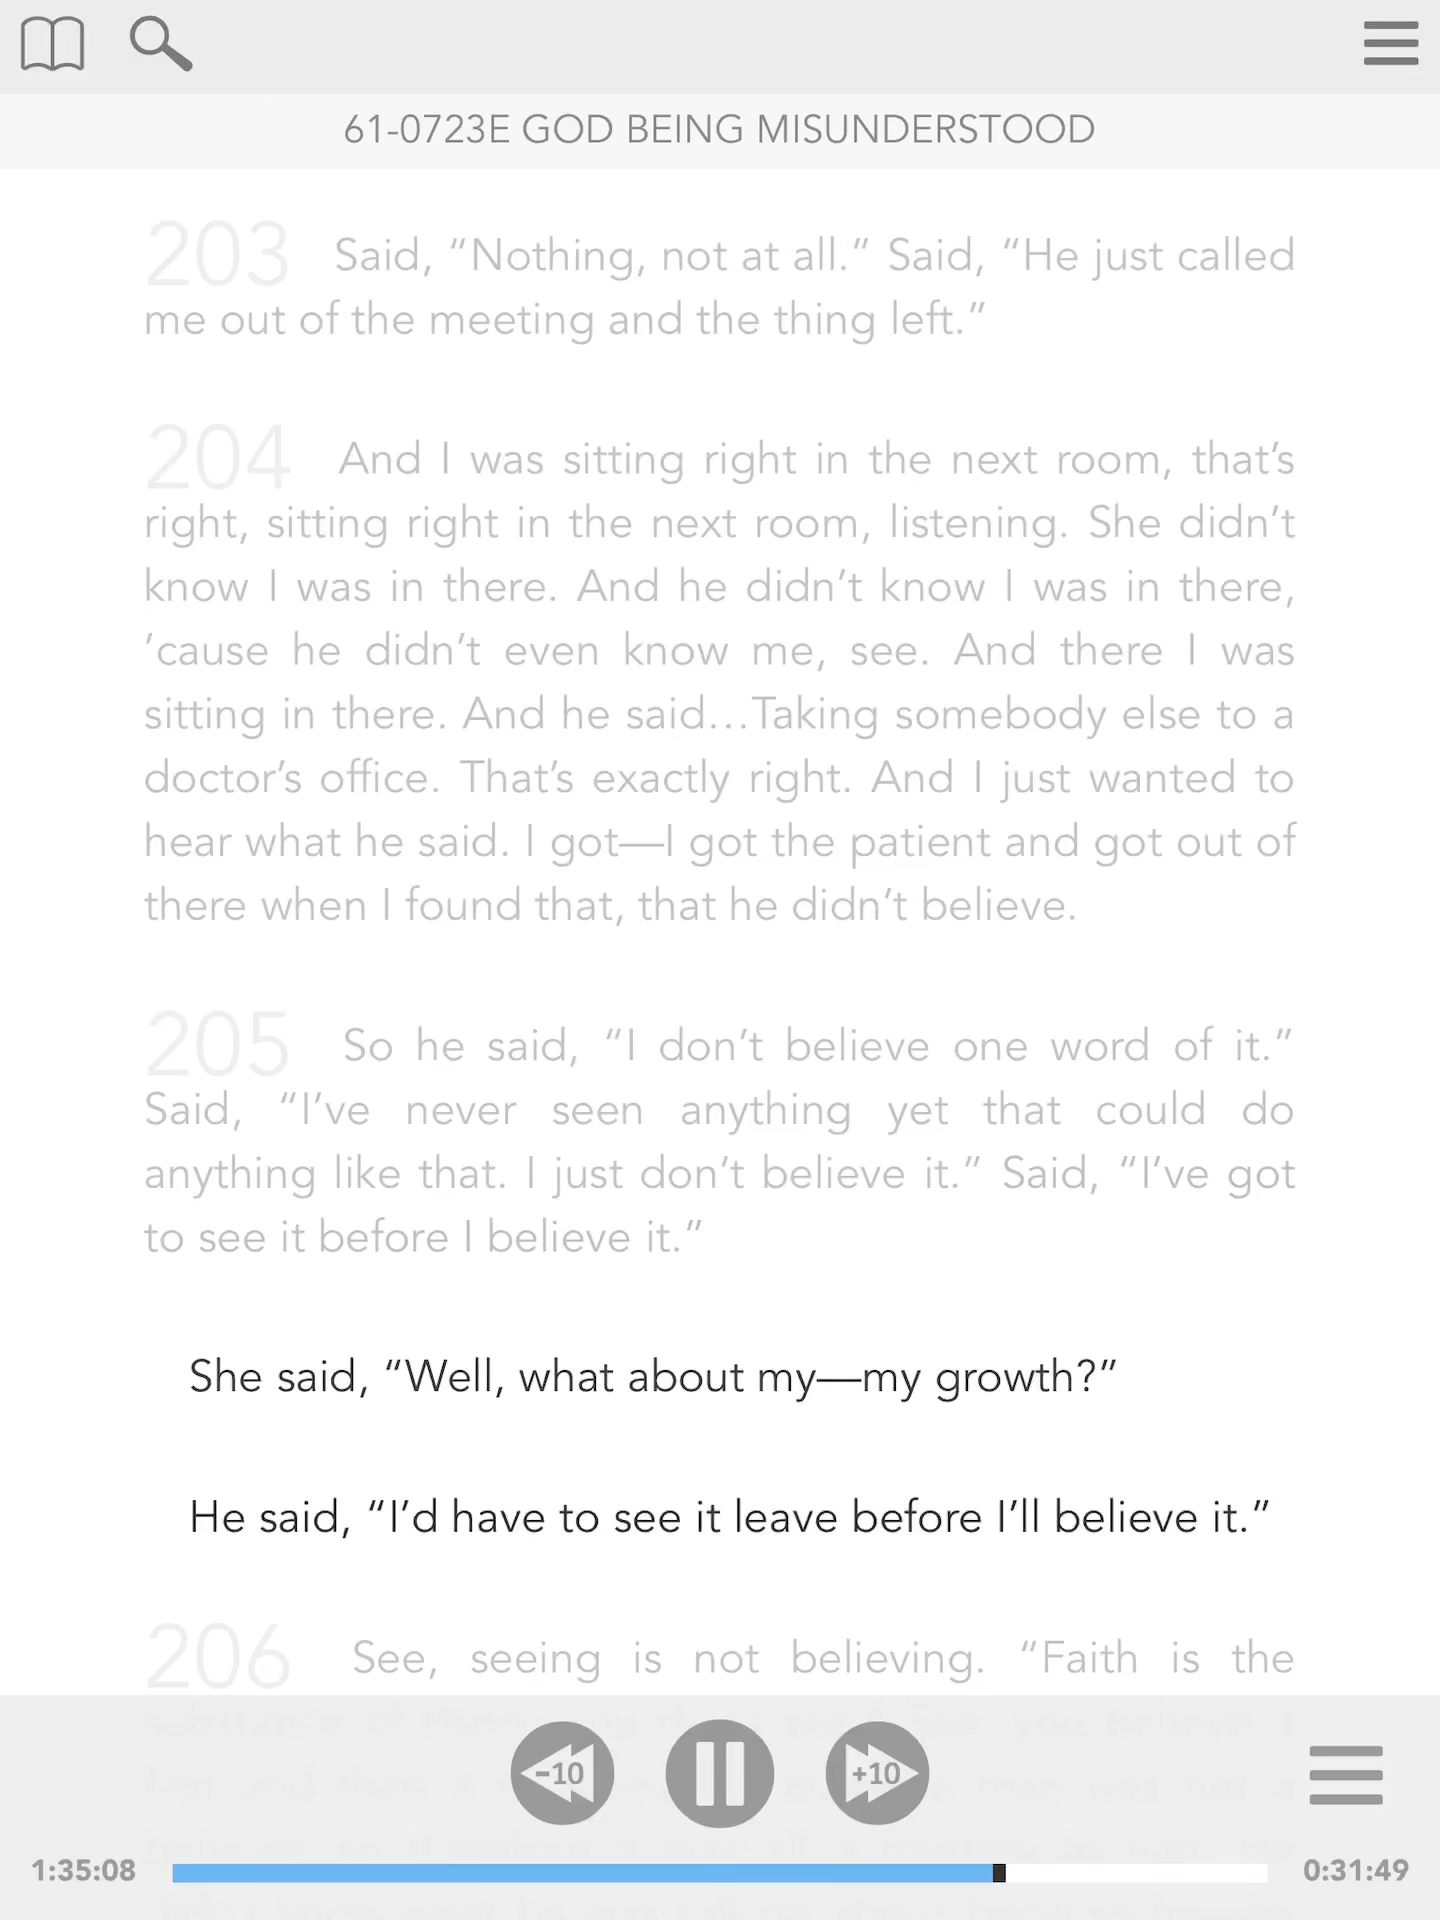 61-0723E GOD BEING MISUNDERSTOOD
203 Said, “Nothing, not at all.” Said, “He just called
me out of the meeting and the thing left.”
204 And I was sitting right in the next room, that’s
right, sitting right in the next room, listening. She didn’t
know I was in there. And he didn’t know I was in there,
’cause he didn’t even know me, see. And there I was
sitting in there. And he said…Taking somebody else to a
doctor’s office. That’s exactly right. And I just wanted to
hear what he said. I got—I got the patient and got out of
there when I found that, that he didn’t believe.
205 So he said, “I don’t believe one word of it.”
Said, “I’ve never seen anything yet that could do
anything like that. I just don’t believe it.” Said, “I’ve got
to see it before I believe it.”
She said, “Well, what about my—my growth?”
He said, “I’d have to see it leave before I’ll believe it.”
206 See, seeing is not believing. “Faith is the
-10 +10
1:35:08 0:31:49